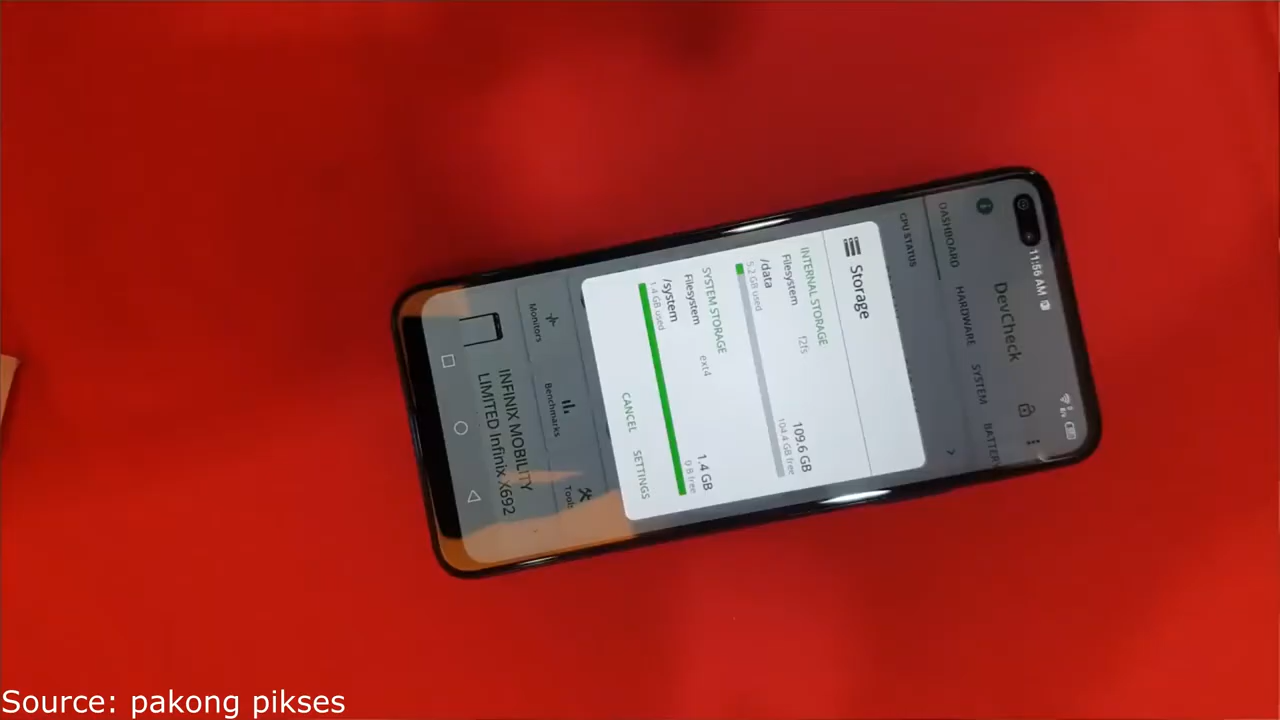 11:56 AM
DevCheck
DASHBOARD HARDWARE SYSTEM BATTERY
CPU STATUS
Storage
INTERNAL STORAGE
Filesystem f2fs
/data 109.6 GB
5.2 GB used 104.4 GB free
SYSTEM STORAGE
Filesystem ext4
/system 1.4 GB
1.4 GB used 0 B free
CANCEL SETTINGS
Monitors Benchmarks Tools
INFINIX MOBILITY
LIMITED Infinix X692
Source: pakong pikses